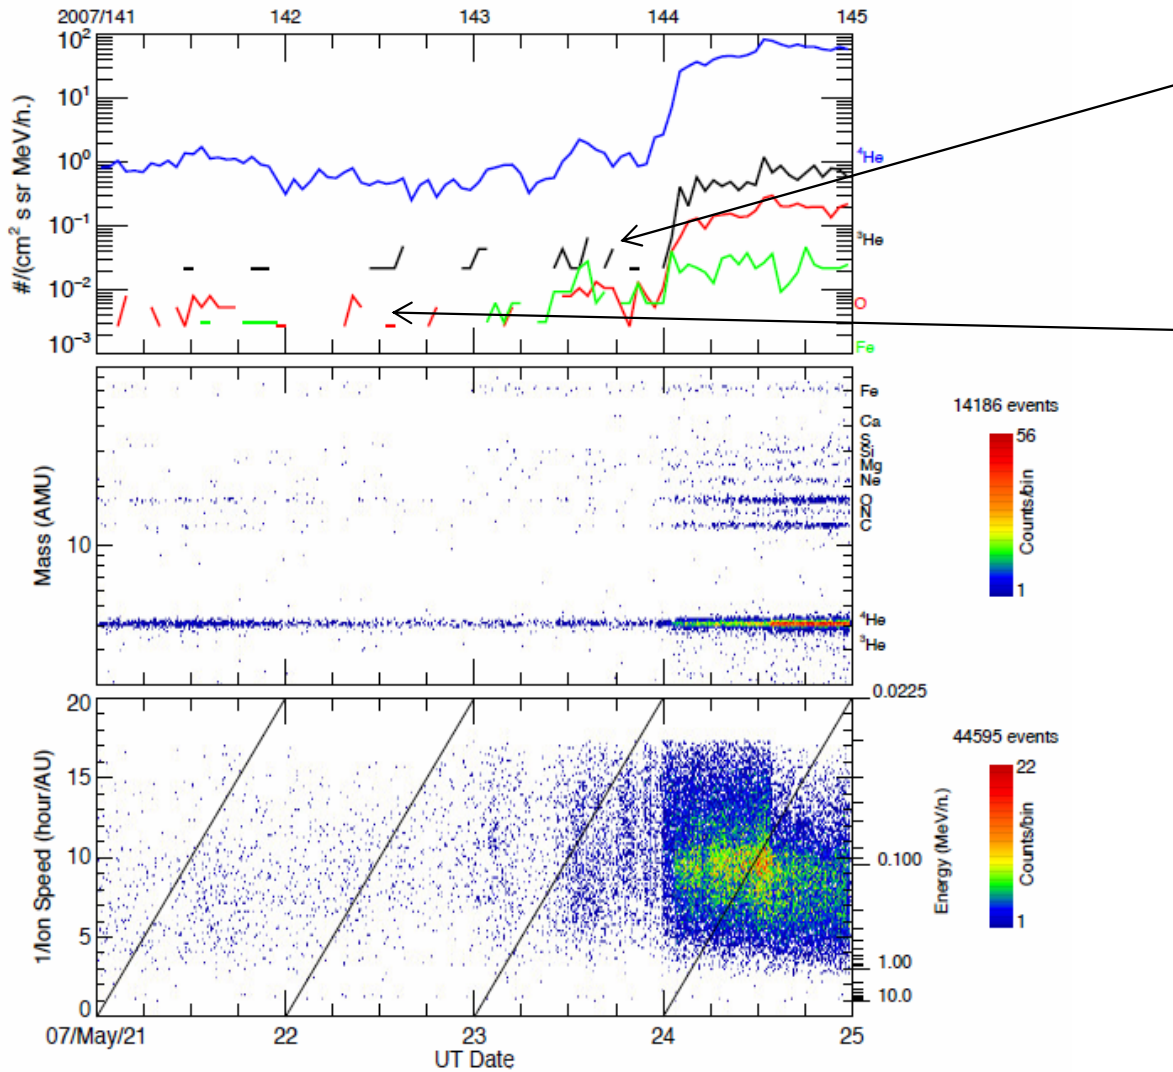 2007/141 142 143 144 145
10² 10¹ 10⁰ 10⁻¹ 10⁻² 10⁻³
#/(cm² s sr MeV/n.)
⁴He
³He
O
Fe
Mass (AMU)
10
Fe
Ca
S
Si
Mg
Ne
O
N
C
⁴He
³He
14186 events
56
Counts/bin
1
1/Ion Speed (hour/AU)
20
15
10
5
0
0.0225
0.100
1.00
10.0
Energy (MeV/n.)
44595 events
22
Counts/bin
1
07/May/21 22 23 24 25
UT Date